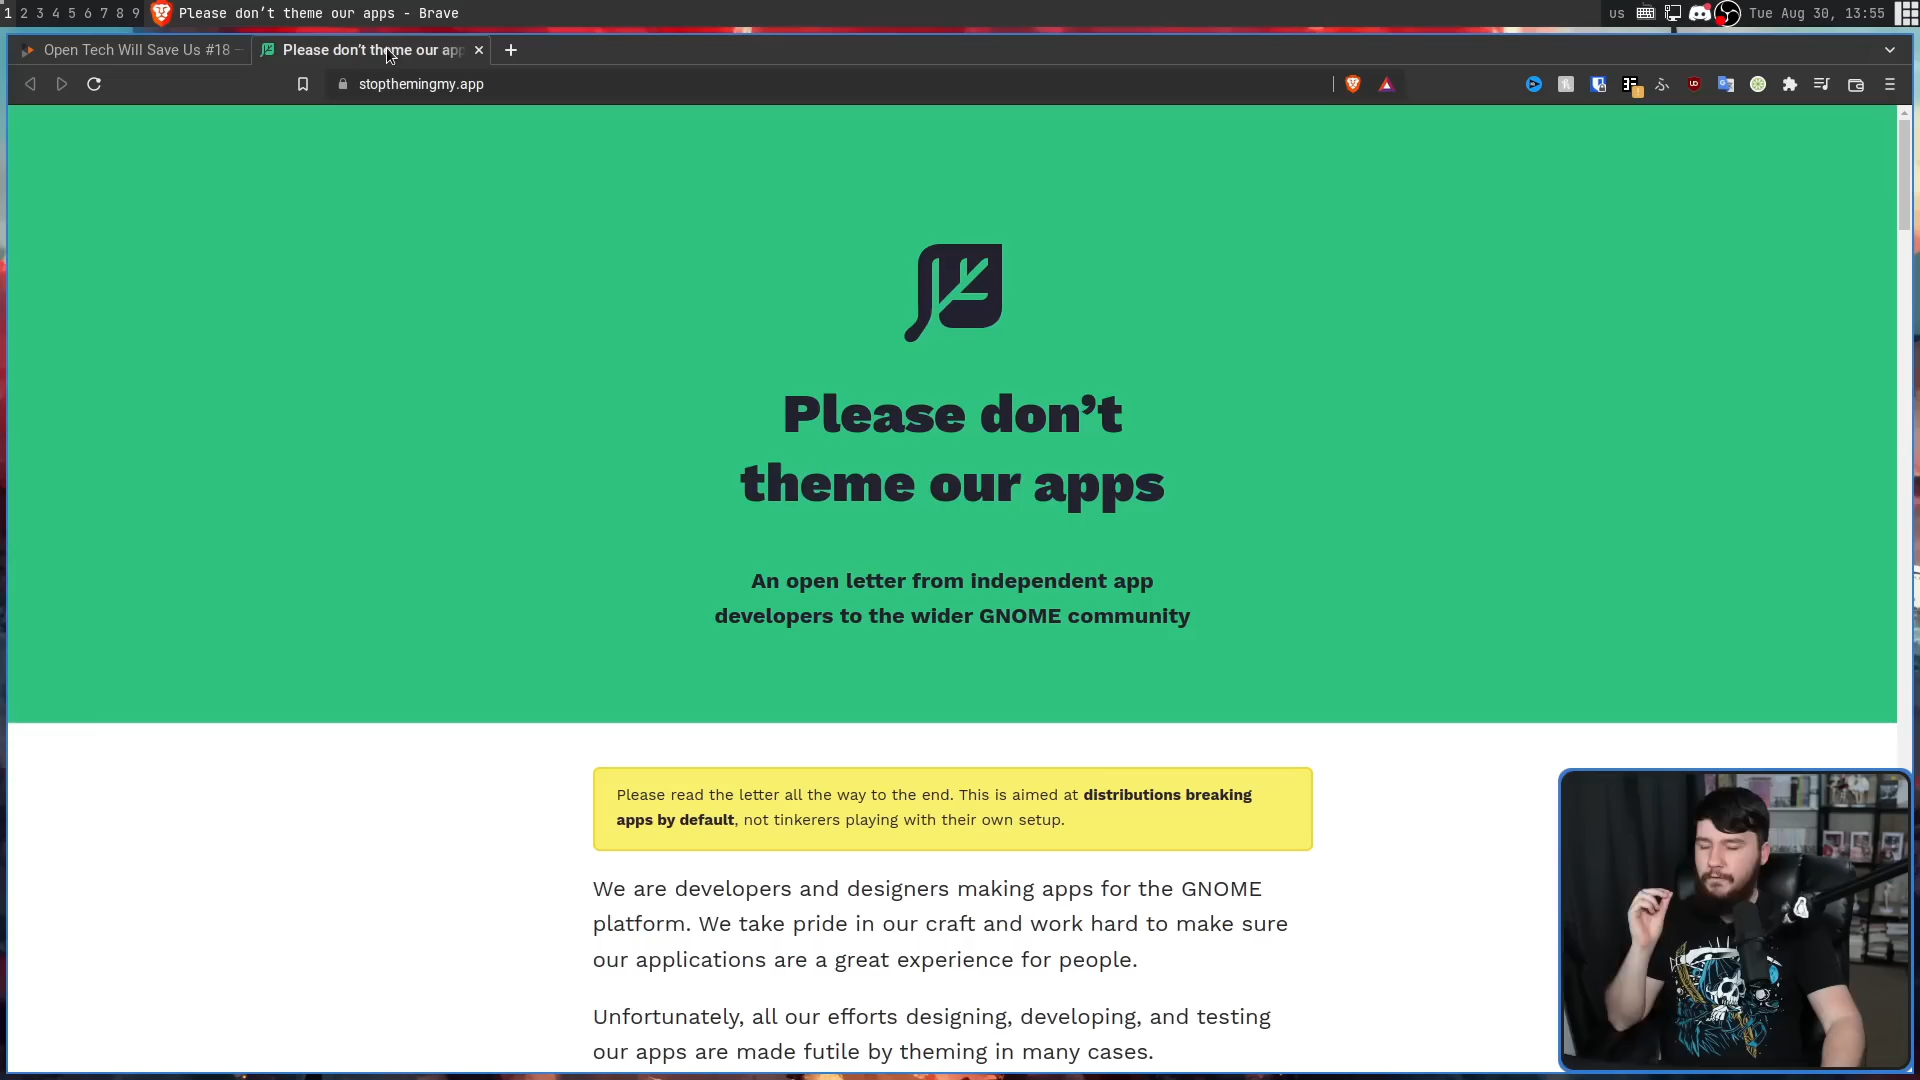 1 2 3 4 5 6 7 8 9 Please don’t theme our apps - Brave
us Tue Aug 30, 13:55
Open Tech Will Save Us #18
Please don’t theme our app
stopthemingmy.app
Please don’t
theme our apps
An open letter from independent app
developers to the wider GNOME community
Please read the letter all the way to the end. This is aimed at distributions breaking
apps by default, not tinkerers playing with their own setup.
We are developers and designers making apps for the GNOME
platform. We take pride in our craft and work hard to make sure
our applications are a great experience for people.
Unfortunately, all our efforts designing, developing, and testing
our apps are made futile by theming in many cases.